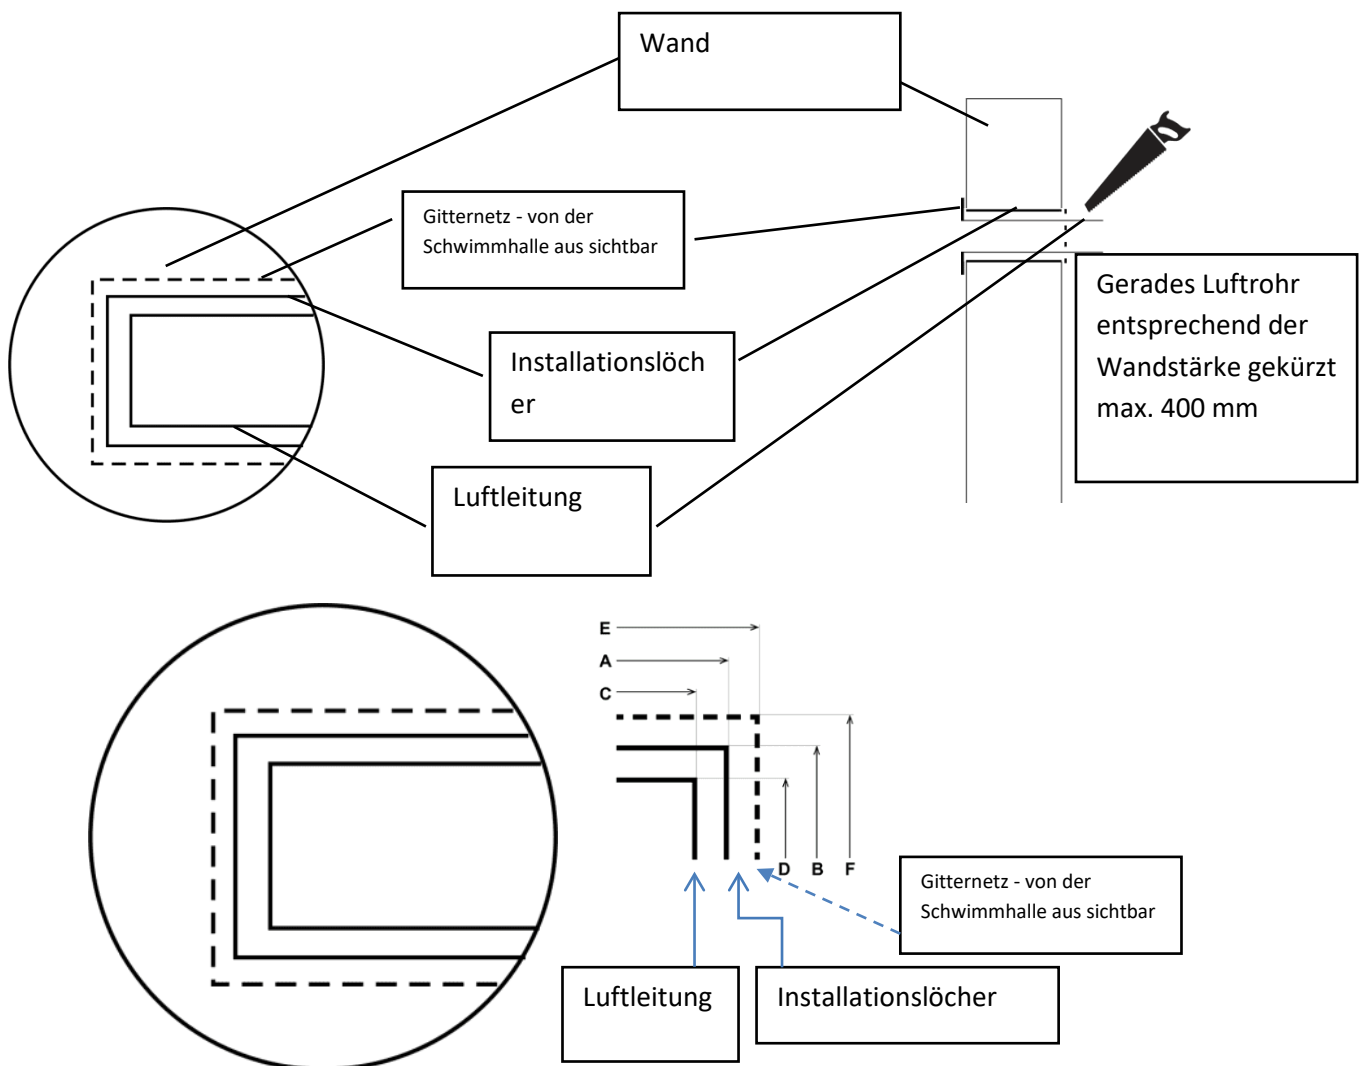 Wand
Gitternetz - von der
Schwimmhalle aus sichtbar
Installationslöch
er
Gerades Luftrohr
entsprechend der
Wandstärke gekürzt
max. 400 mm
Luftleitung
E
A
C
D B F
Gitternetz - von der
Schwimmhalle aus sichtbar
Luftleitung
Installationslöcher